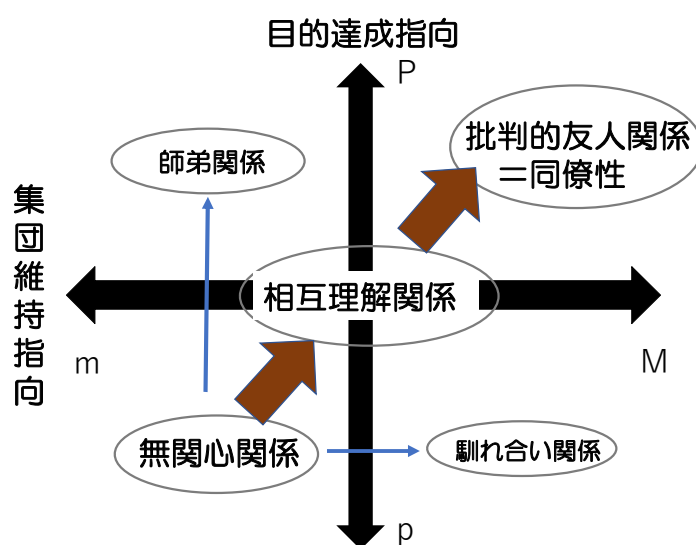 目的達成指向
P
批判的友人関係
＝同僚性
師弟関係
集団維持指向
相互理解関係
m
M
無関心関係
馴れ合い関係
p